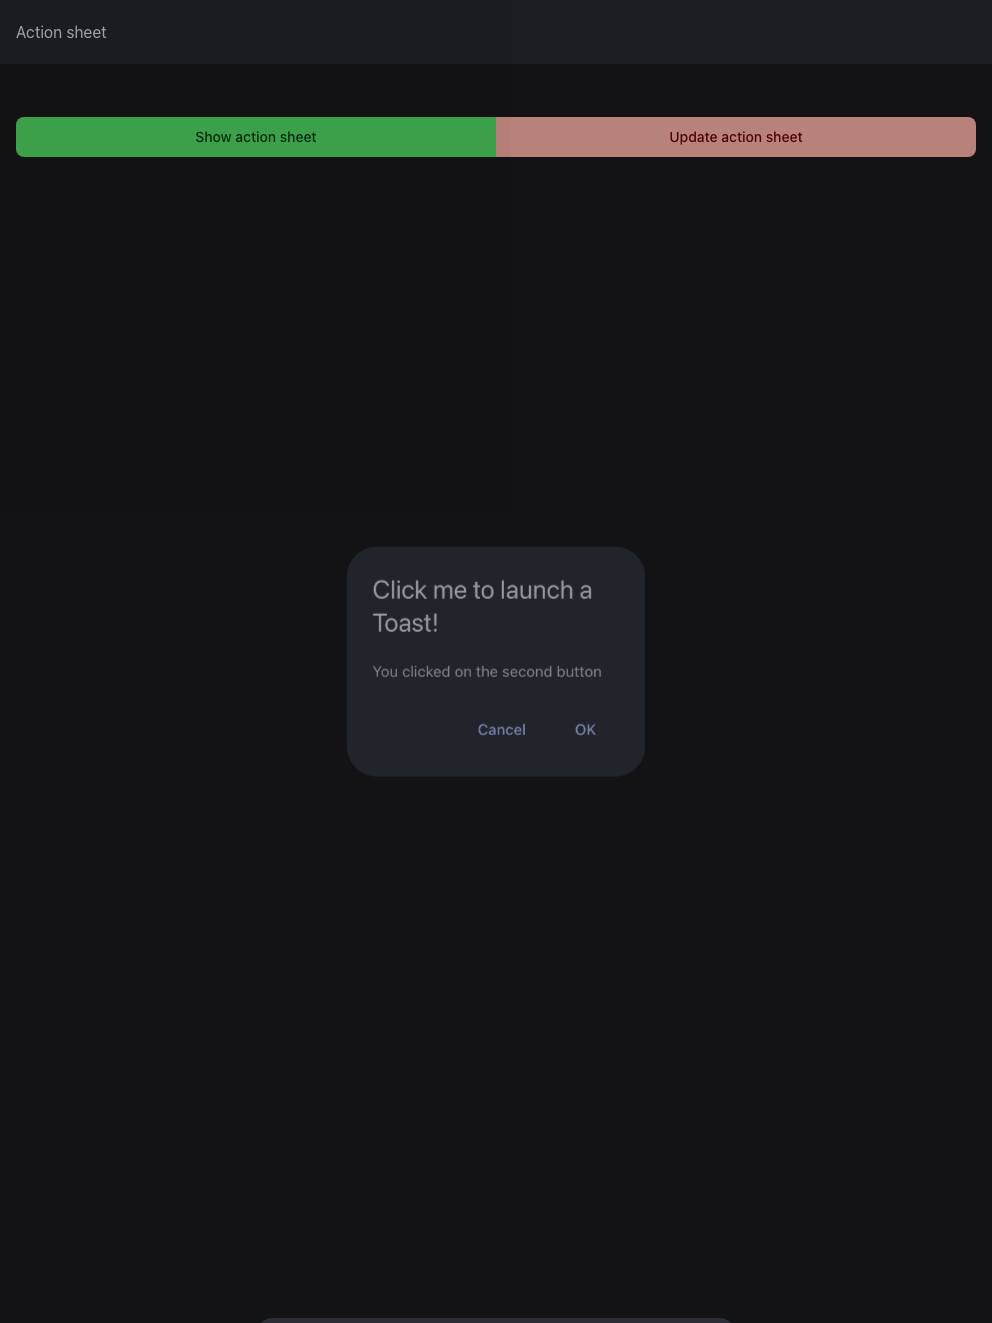 Action sheet
Show action sheet
Update action sheet
Click me to launch a
Toast!
You clicked on the second button
Cancel
OK